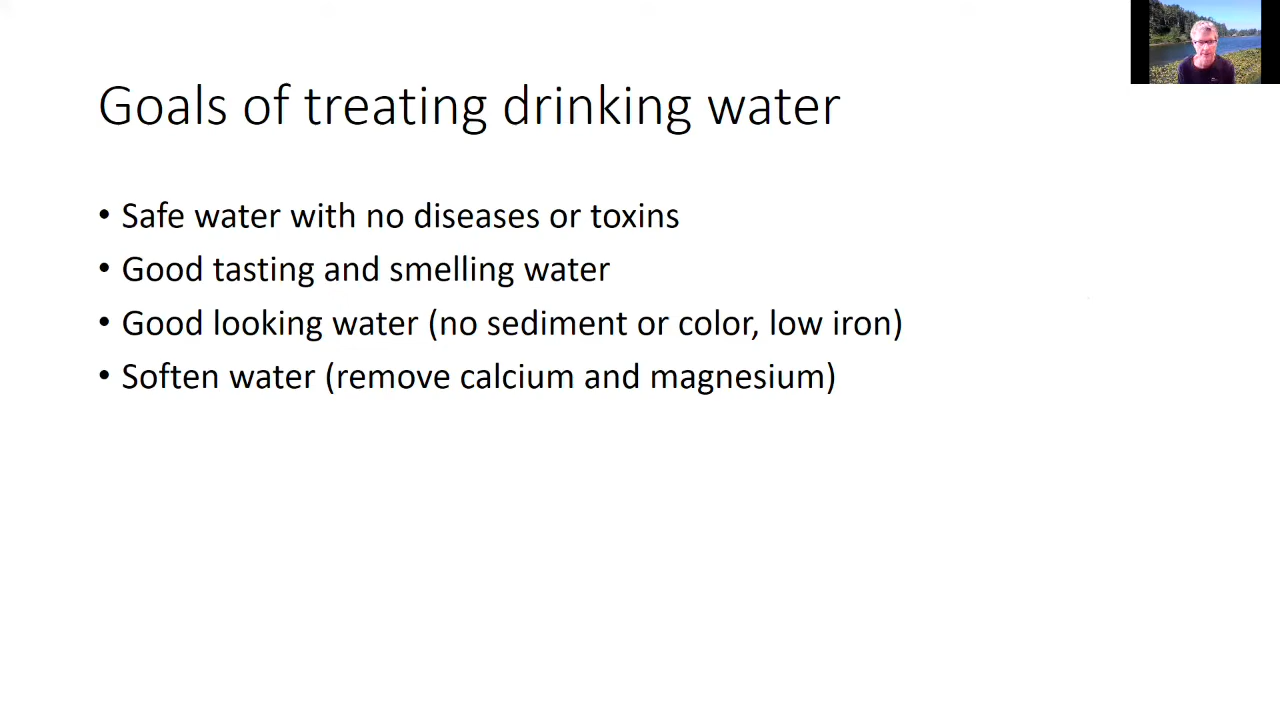 Goals of treating drinking water
• Safe water with no diseases or toxins
• Good tasting and smelling water
• Good looking water (no sediment or color, low iron)
• Soften water (remove calcium and magnesium)